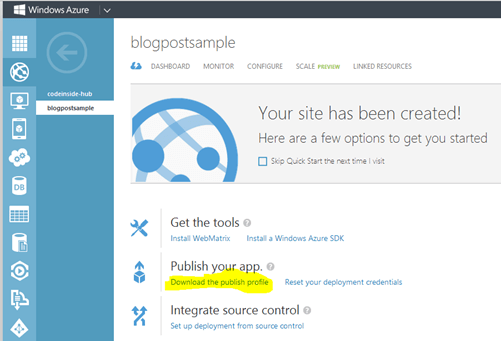 Windows Azure
blogpostsample
DASHBOARD MONITOR CONFIGURE SCALE PREVIEW LINKED RESOURCES
codeinside-hub
blogpostsample
Your site has been created!
Here are a few options to get you started
Skip Quick Start the next time I visit
Get the tools ?
Install WebMatrix Install a Windows Azure SDK
Publish your app. ?
Download the publish profile Reset your deployment credentials
Integrate source control ?
Set up deployment from source control
DB